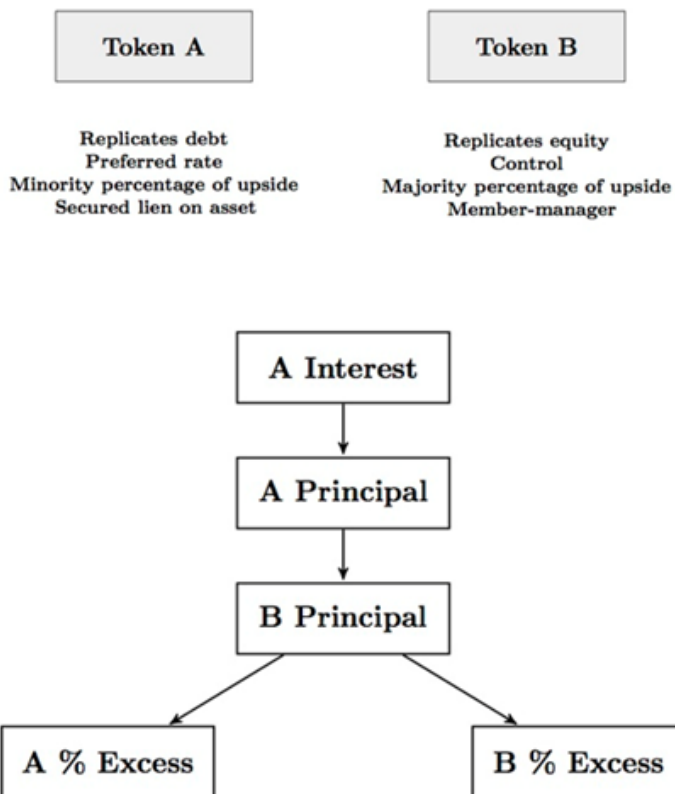 Token A
Token B
Replicates debt
Preferred rate
Minority percentage of upside
Secured lien on asset
Replicates equity
Control
Majority percentage of upside
Member-manager
A Interest
A Principal
B Principal
A % Excess
B % Excess